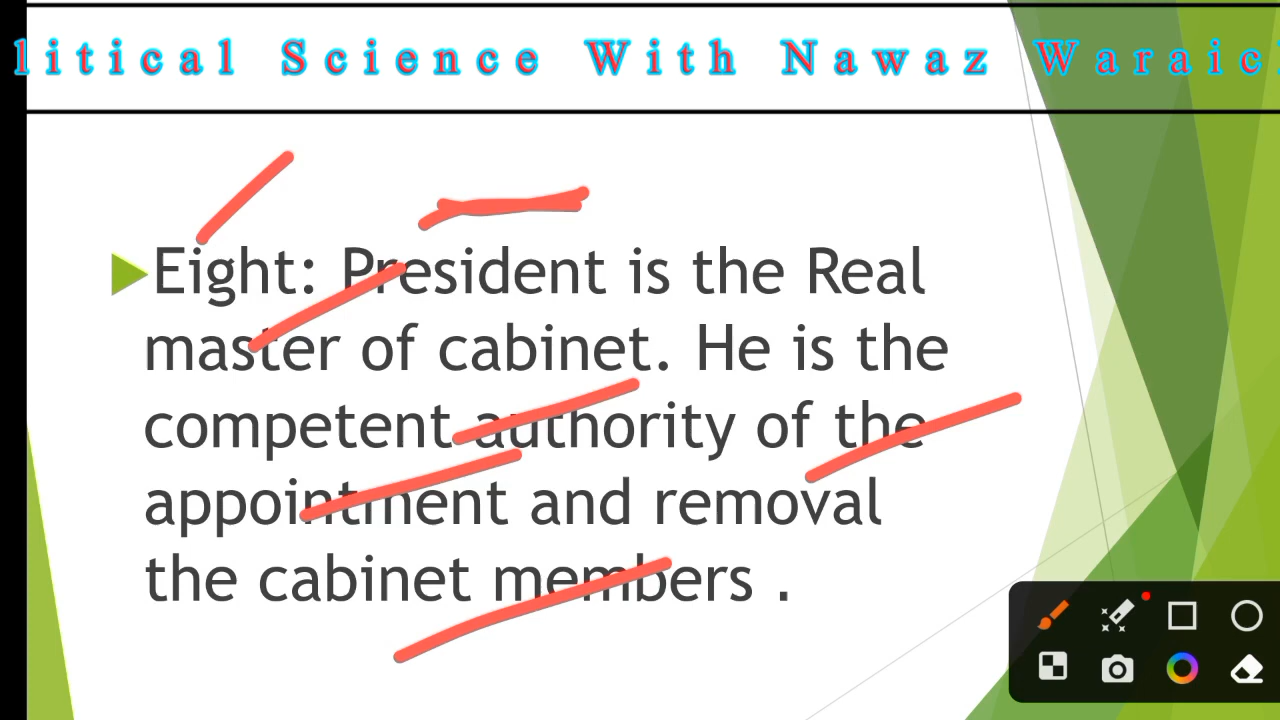 litical Science With Nawaz Waraic
Eight: President is the Real
master of cabinet. He is the
competent authority of the
appointment and removal
the cabinet members .